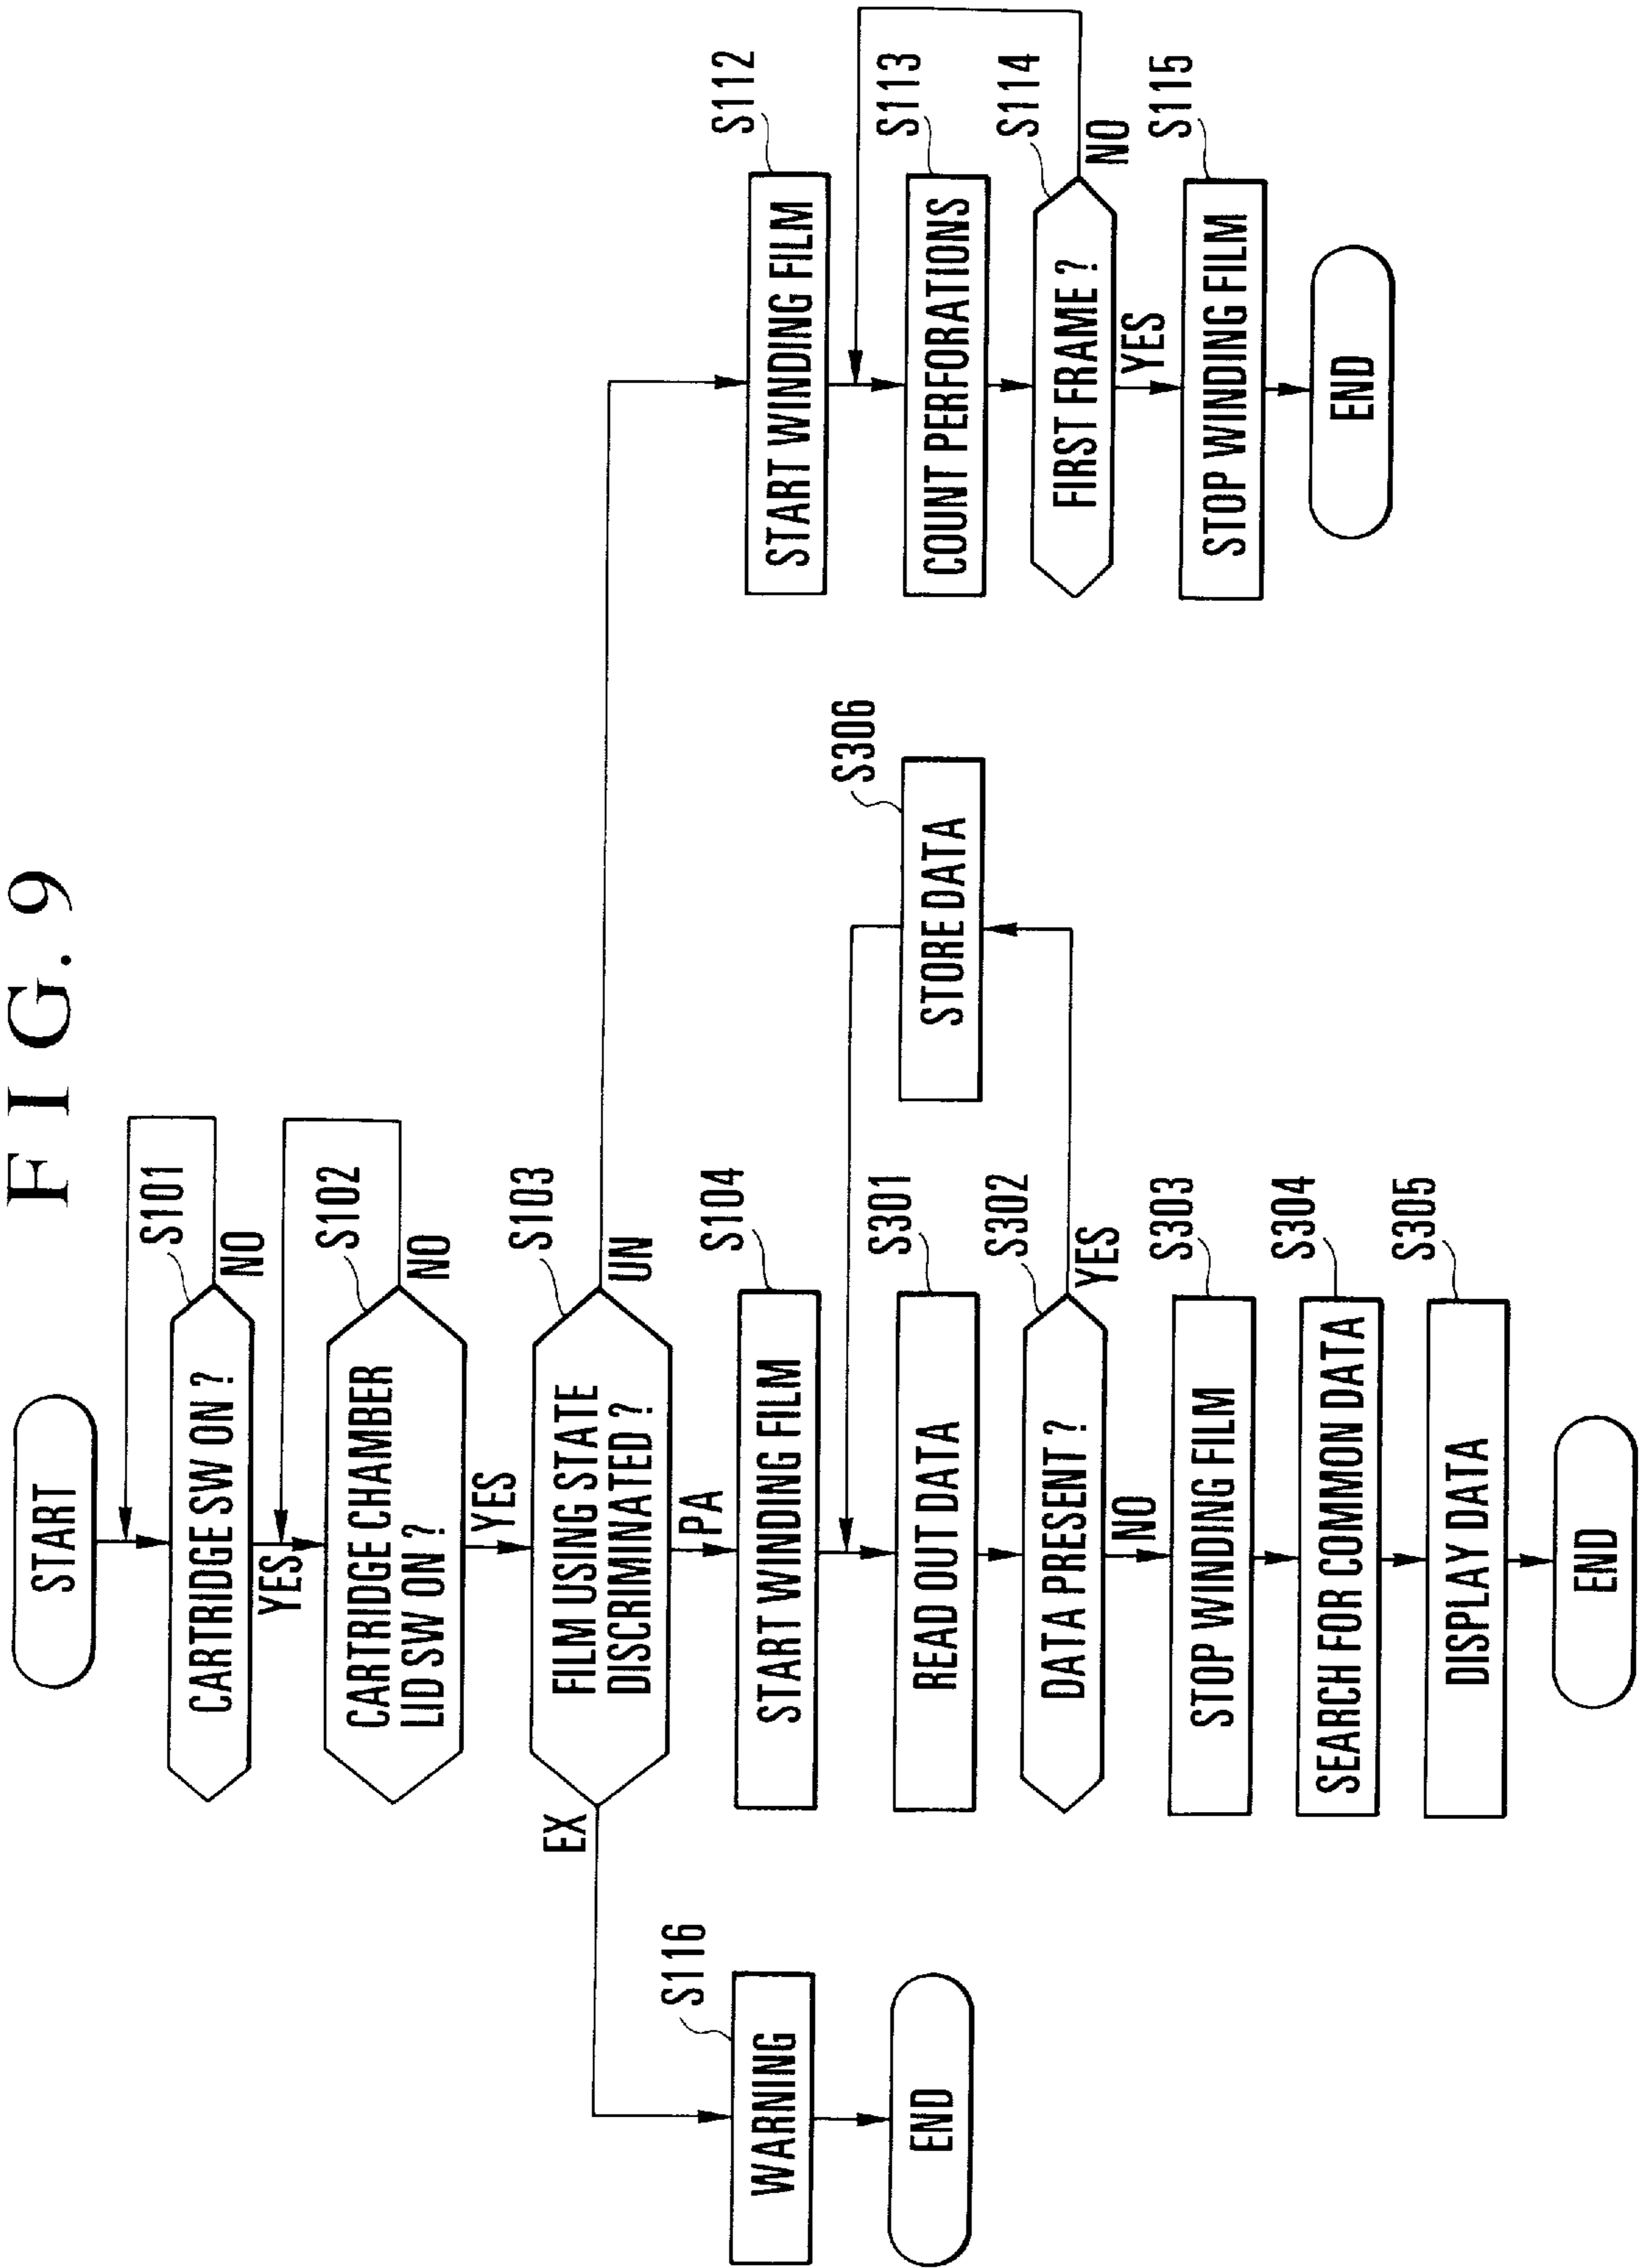 FIG.9
START
S101
CARTRIDGE SW ON ?
NO
YES
S102
CARTRIDGE CHAMBER
LID SW ON ?
NO
YES
S103
FILM USING STATE
DISCRIMINATED ?
EX
UN
PA
S116
WARNING
END
S104
START WINDING FILM
S301
READ OUT DATA
S302
DATA PRESENT ?
YES
NO
S306
STORE DATA
S303
STOP WINDING FILM
S304
SEARCH FOR COMMON DATA
S305
DISPLAY DATA
END
S112
START WINDING FILM
S113
COUNT PERFORATIONS
S114
FIRST FRAME ?
NO
YES
S115
STOP WINDING FILM
END